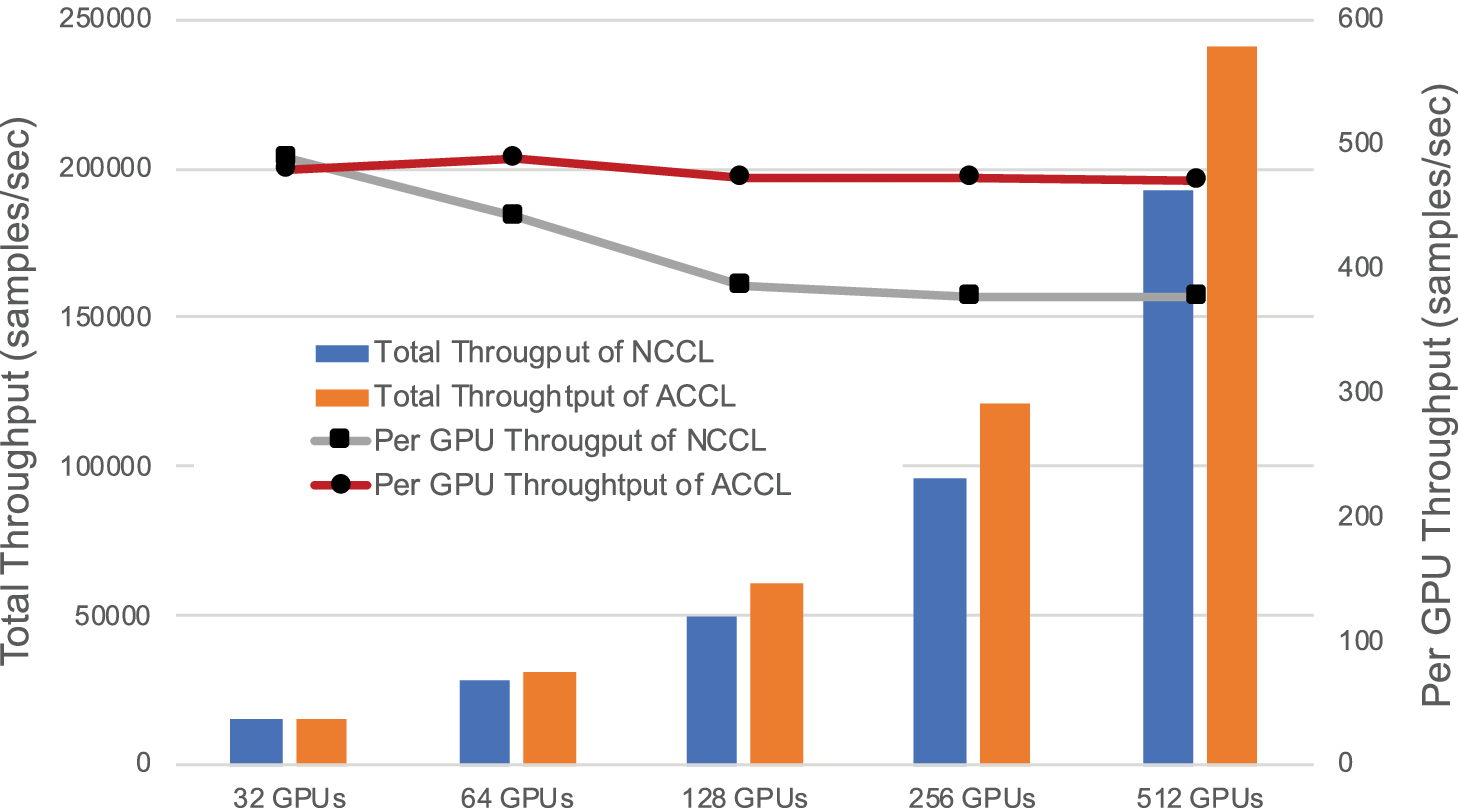 250000
200000
150000
100000
50000
0
Total Throughput (samples/sec)
600
500
400
300
200
100
0
Per GPU Throughput (samples/sec)
Total Througput of NCCL
Total Throughtput of ACCL
Per GPU Througput of NCCL
Per GPU Throughtput of ACCL
32 GPUs
64 GPUs
128 GPUs
256 GPUs
512 GPUs